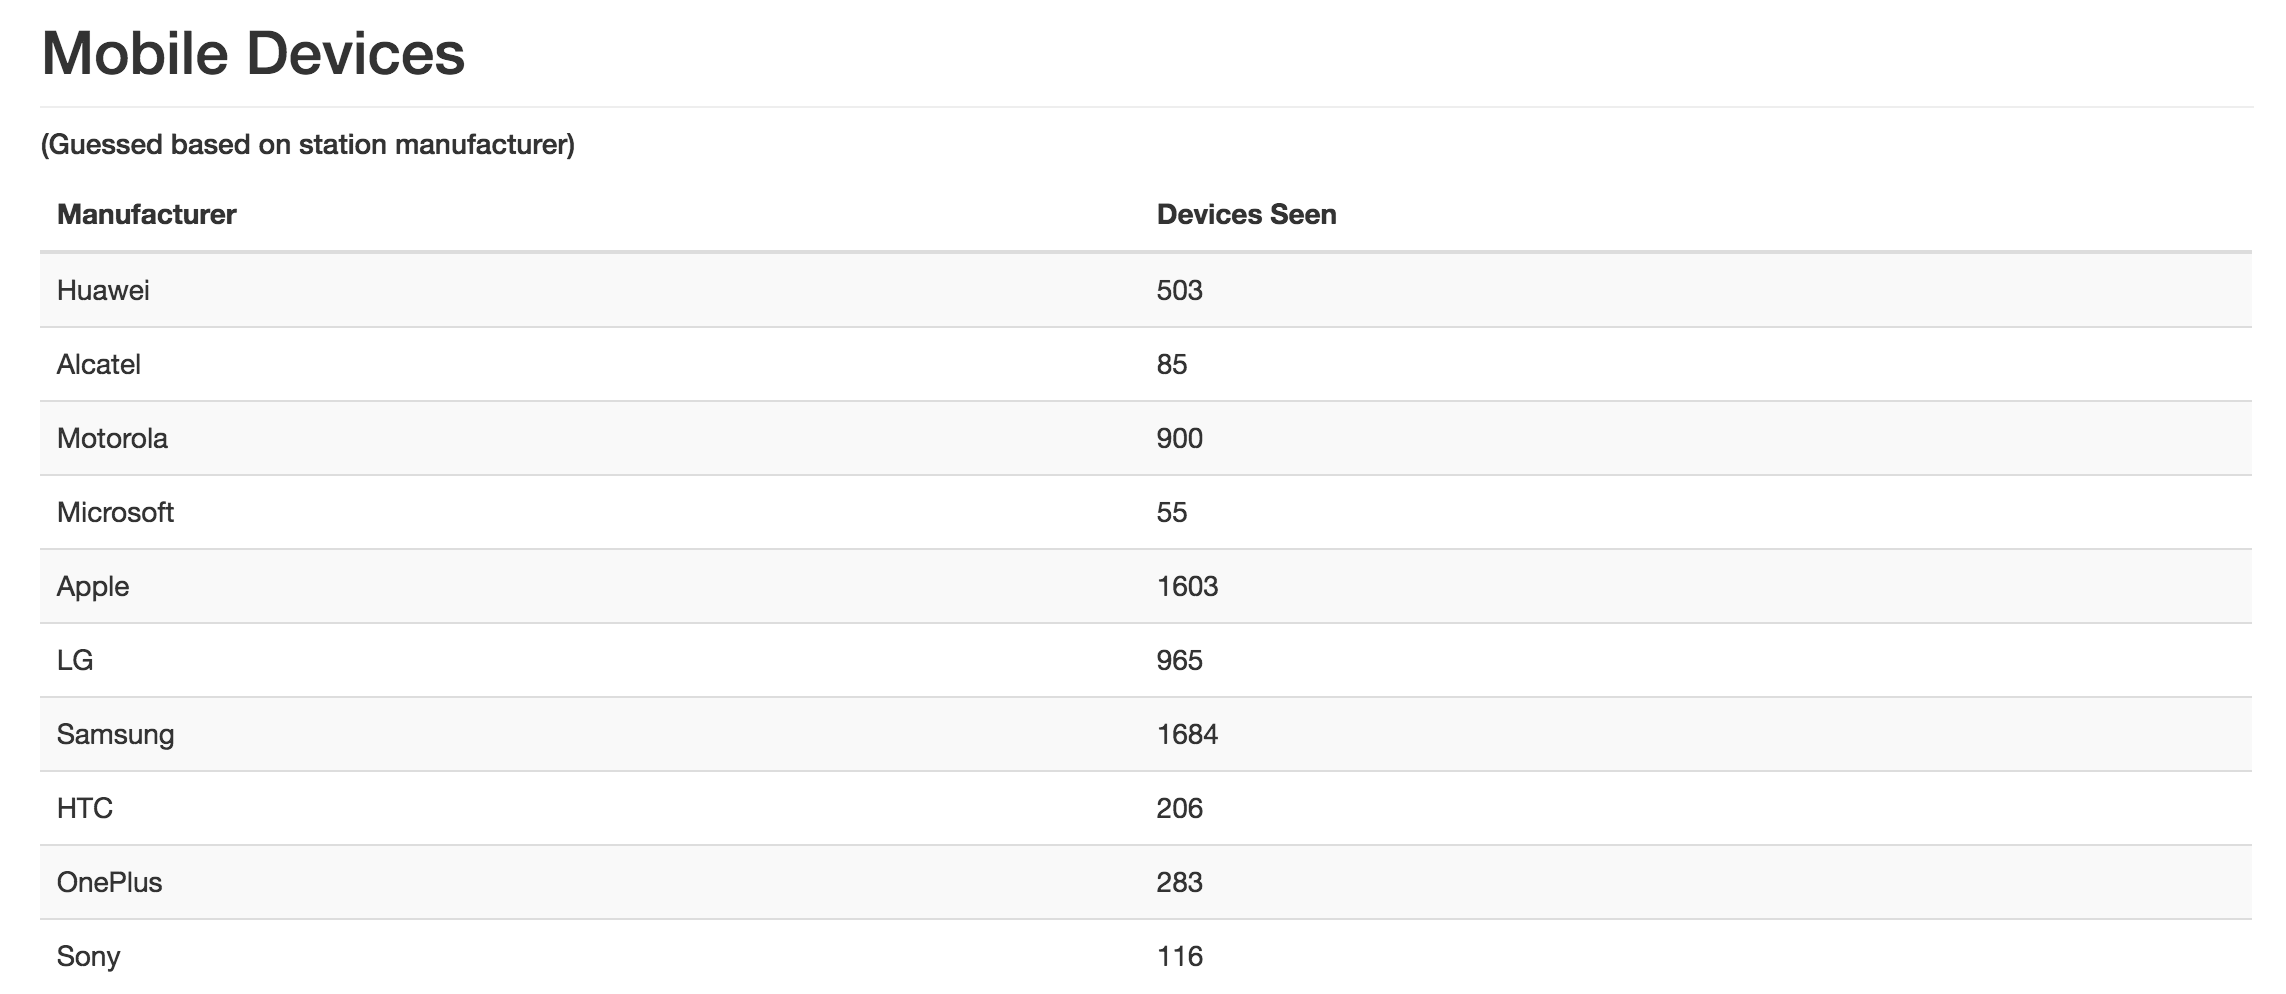 Mobile Devices
(Guessed based on station manufacturer)
Manufacturer Devices Seen
Huawei 503
Alcatel 85
Motorola 900
Microsoft 55
Apple 1603
LG 965
Samsung 1684
HTC 206
OnePlus 283
Sony 116